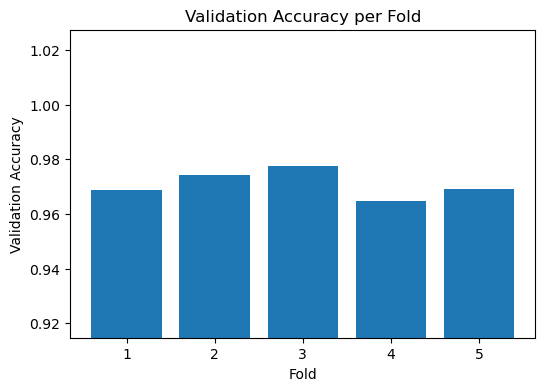 Validation Accuracy per Fold
Validation Accuracy
1.02
1.00
0.98
0.96
0.94
0.92
1 2 3 4 5
Fold